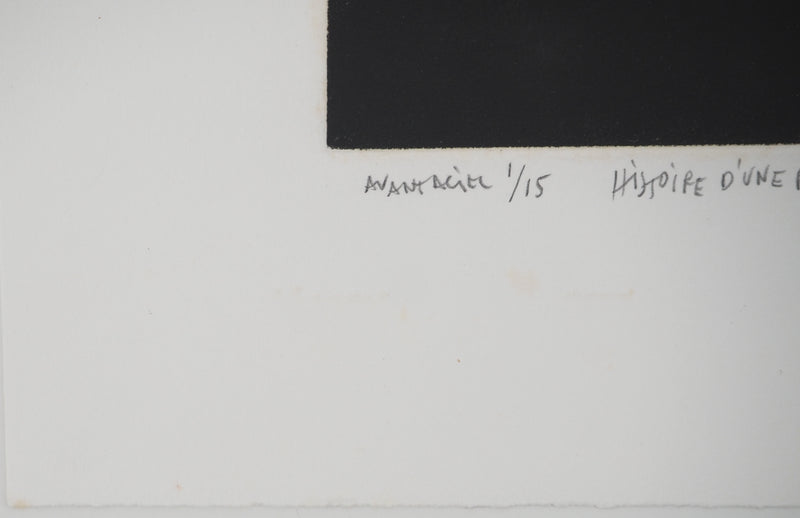 AVANT ACIER 1/15 HISTOIRE D'UNE